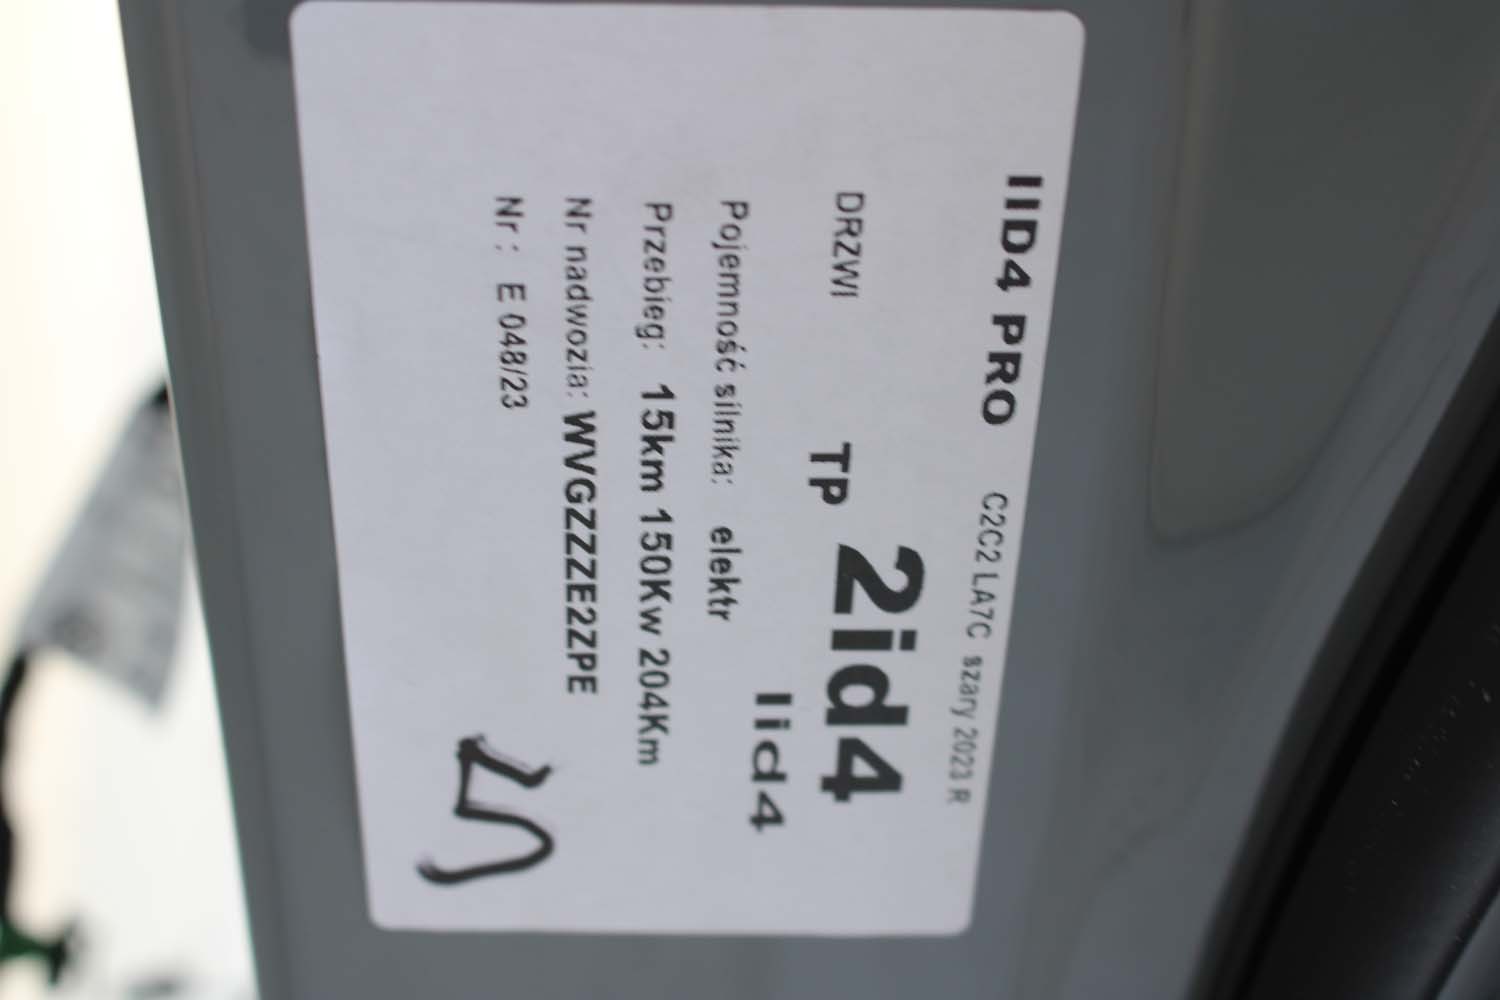 IID4 PRO C2C2 LA7C szary 2023 R
DRZWI TP 2id4
Iid4
Pojemność silnika: elektr
Przebieg: 15km 150Kw 204Km
Nr nadwozia: WVGZZZE2ZPE
Nr : E 048/23